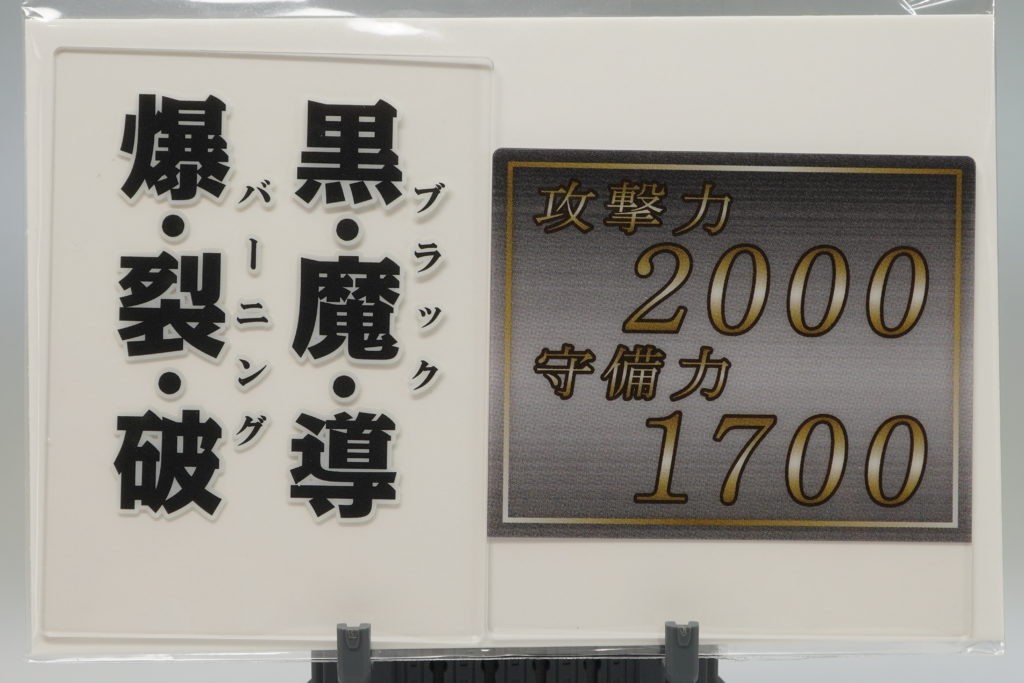 黒・魔・導
ブラック
爆・裂・破
バーニング
攻撃力
2000
守備力
1700